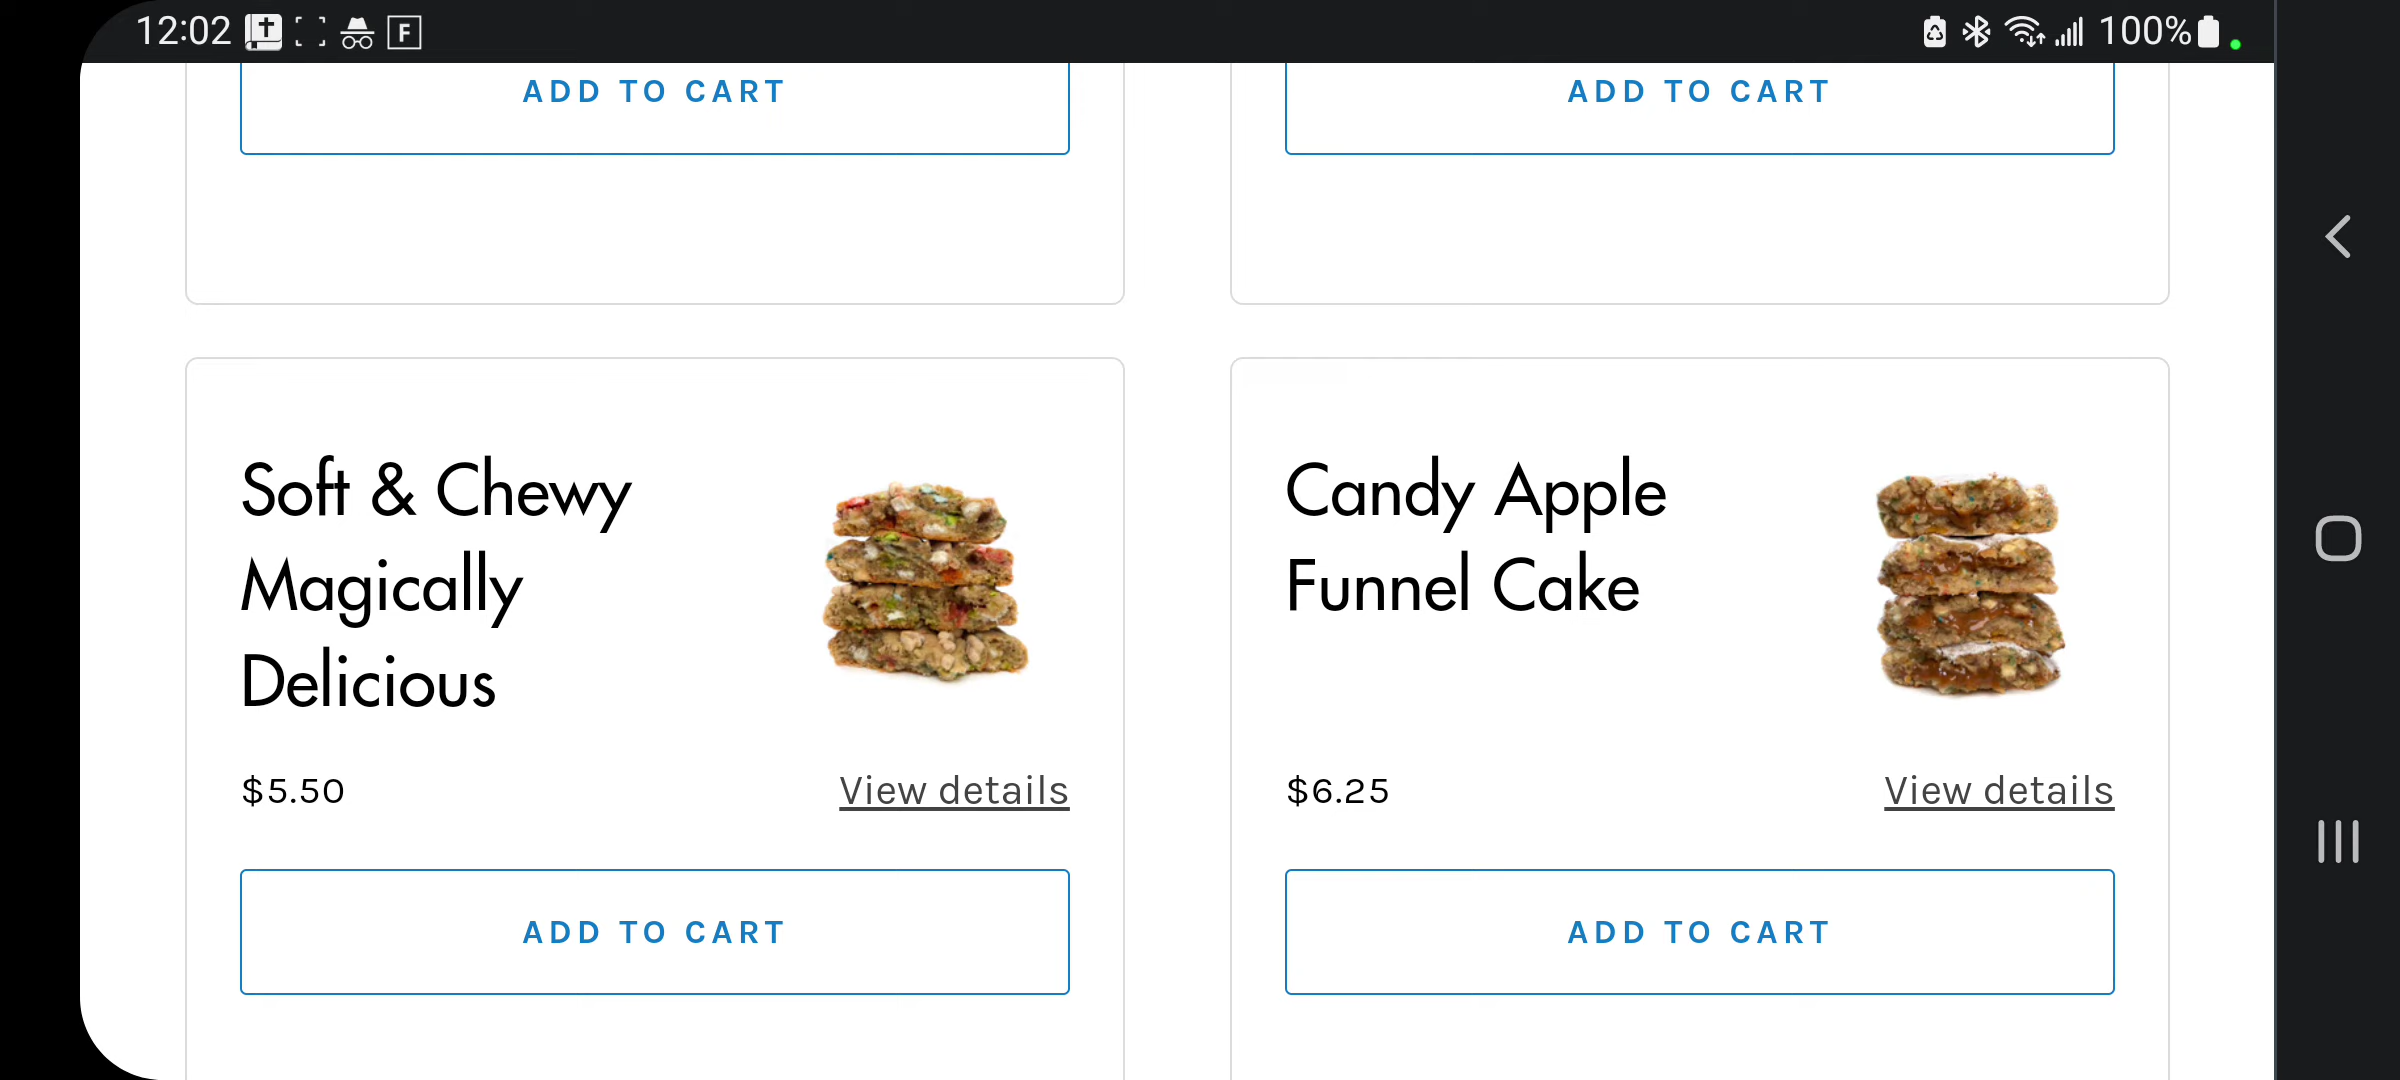 12:02
F
100%
ADD TO CART
ADD TO CART
Soft & Chewy
Magically
Delicious
$5.50
View details
ADD TO CART
Candy Apple
Funnel Cake
$6.25
View details
ADD TO CART